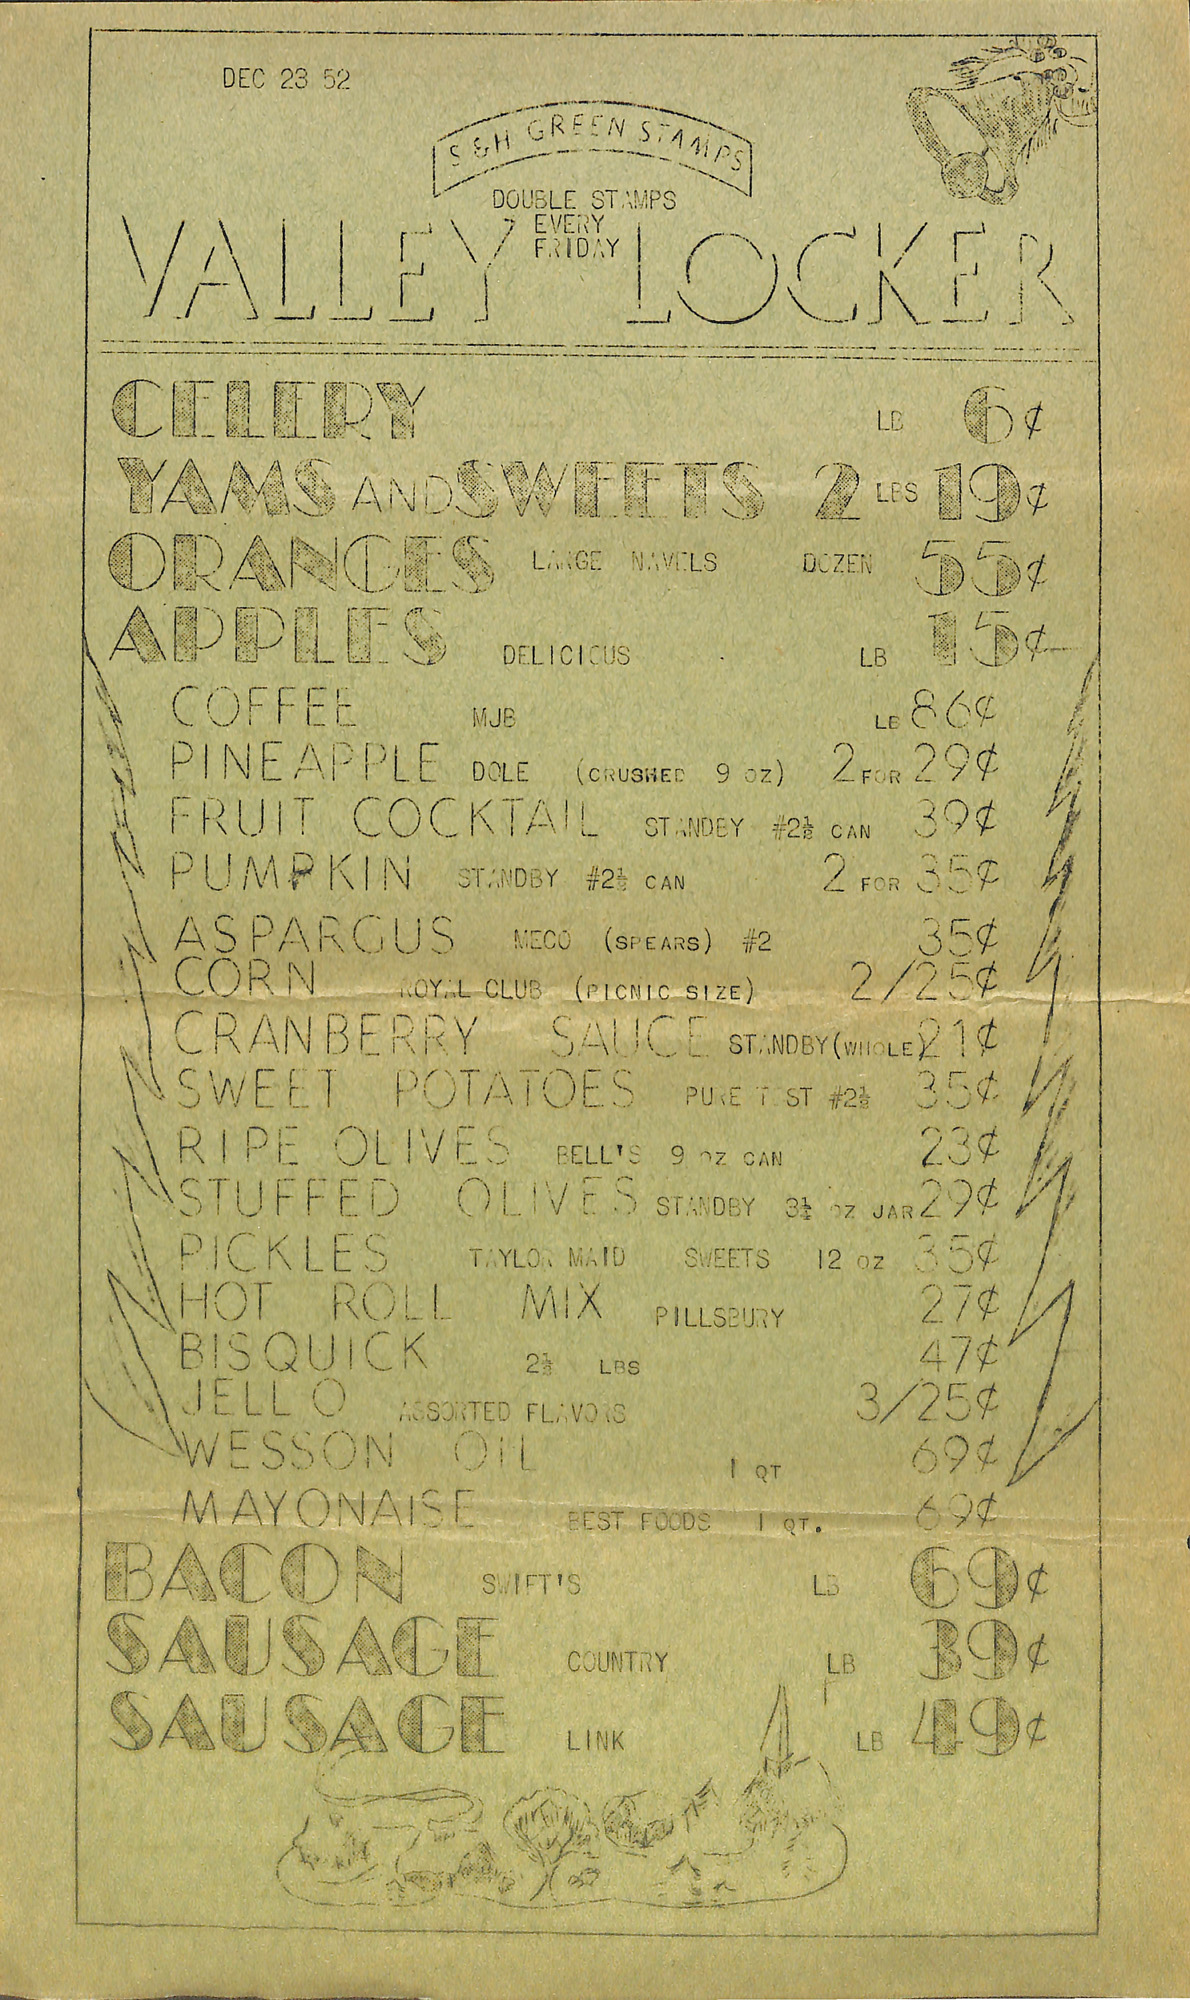 DEC 23 52
S&H GREEN STAMPS
DOUBLE STAMPS
EVERY
FRIDAY
VALLEY LOCKER
CELERY LB 6¢
YAMS AND SWEETS 2 LBS 19¢
ORANGES LARGE NAVELS DOZEN 55¢
APPLES DELICIOUS LB 15¢
COFFEE MJB LB 86¢
PINEAPPLE DOLE (CRUSHED 9 OZ) 2 FOR 29¢
FRUIT COCKTAIL STANDBY #2½ CAN 39¢
PUMPKIN STANDBY #2½ CAN 2 FOR 35¢
ASPARGUS MECO (SPEARS) #2 35¢
CORN ROYAL CLUB (PICNIC SIZE) 2/25¢
CRANBERRY SAUCE STANDBY (WHOLE) 21¢
SWEET POTATOES PURE TEST #2½ 35¢
RIPE OLIVES BELL'S 9 OZ CAN 23¢
STUFFED OLIVES STANDBY 3½ OZ JAR 29¢
PICKLES TAYLOR MAID SWEETS 12 OZ 35¢
HOT ROLL MIX PILLSBURY 27¢
BISQUICK 2½ LBS 47¢
JELL O ASSORTED FLAVORS 3/25¢
WESSON OIL 1 QT 69¢
MAYONAISE BEST FOODS 1 QT. 69¢
BACON SWIFT'S LB 69¢
SAUSAGE COUNTRY LB 39¢
SAUSAGE LINK LB 49¢